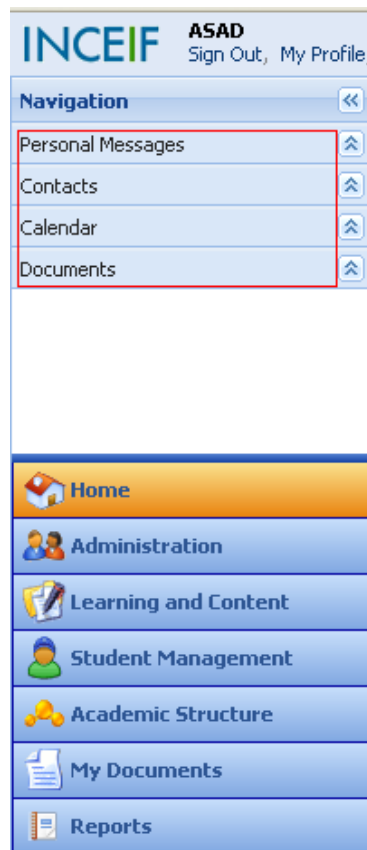 INCEIF
ASAD
Sign Out, My Profile,
Navigation
Personal Messages
Contacts
Calendar
Documents
Home
Administration
Learning and Content
Student Management
Academic Structure
My Documents
Reports